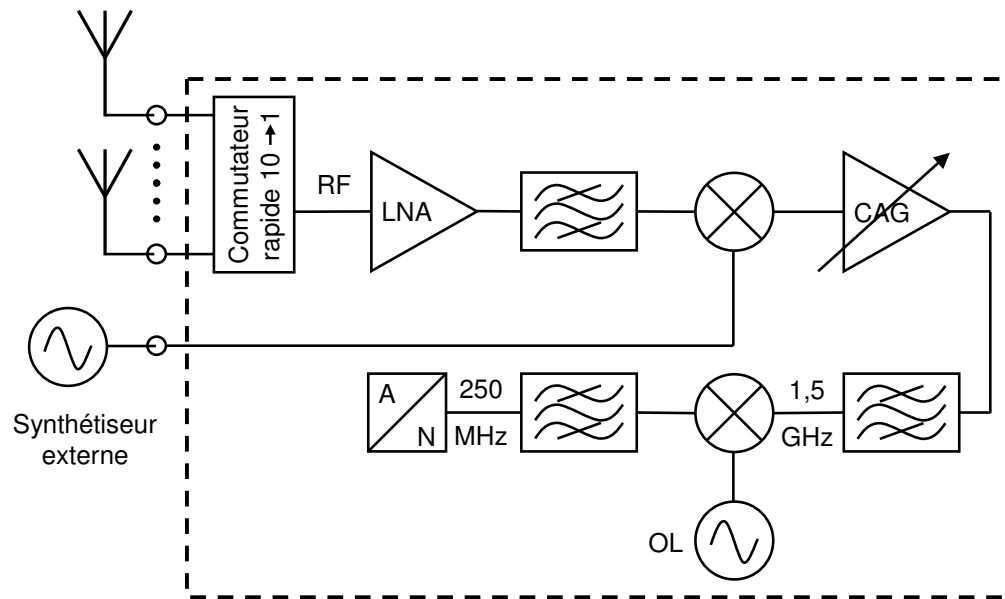 Commutateur
rapide 10 → 1
RF
LNA
CAG
Synthétiseur
externe
A
N
250
MHz
1,5
GHz
OL